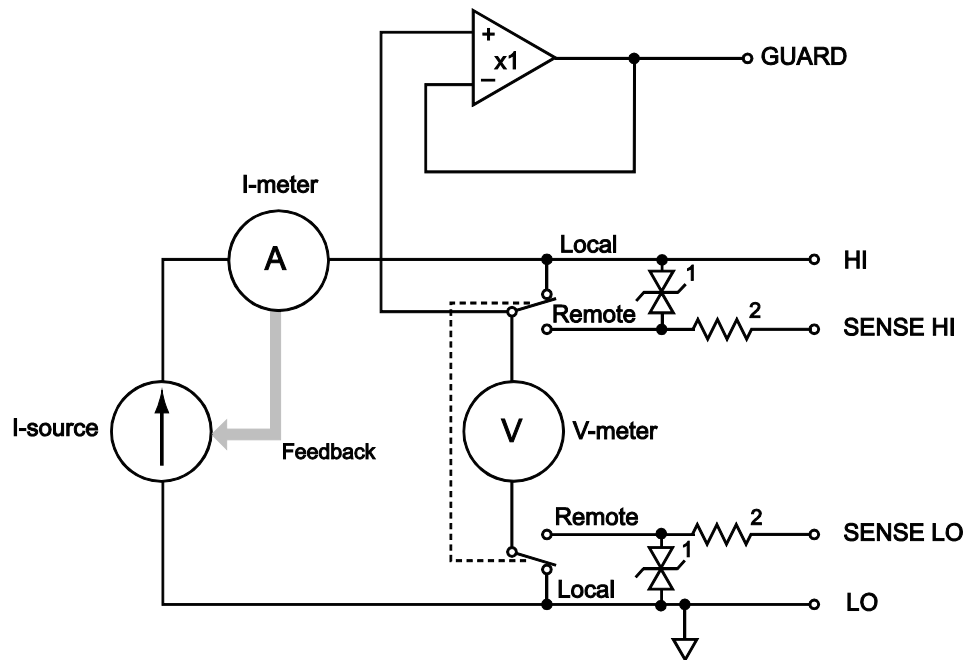 +
x1
−
GUARD
I-meter
A
Local
HI
1
Remote
2
SENSE HI
I-source
Feedback
V
V-meter
Remote
2
SENSE LO
1
Local
LO